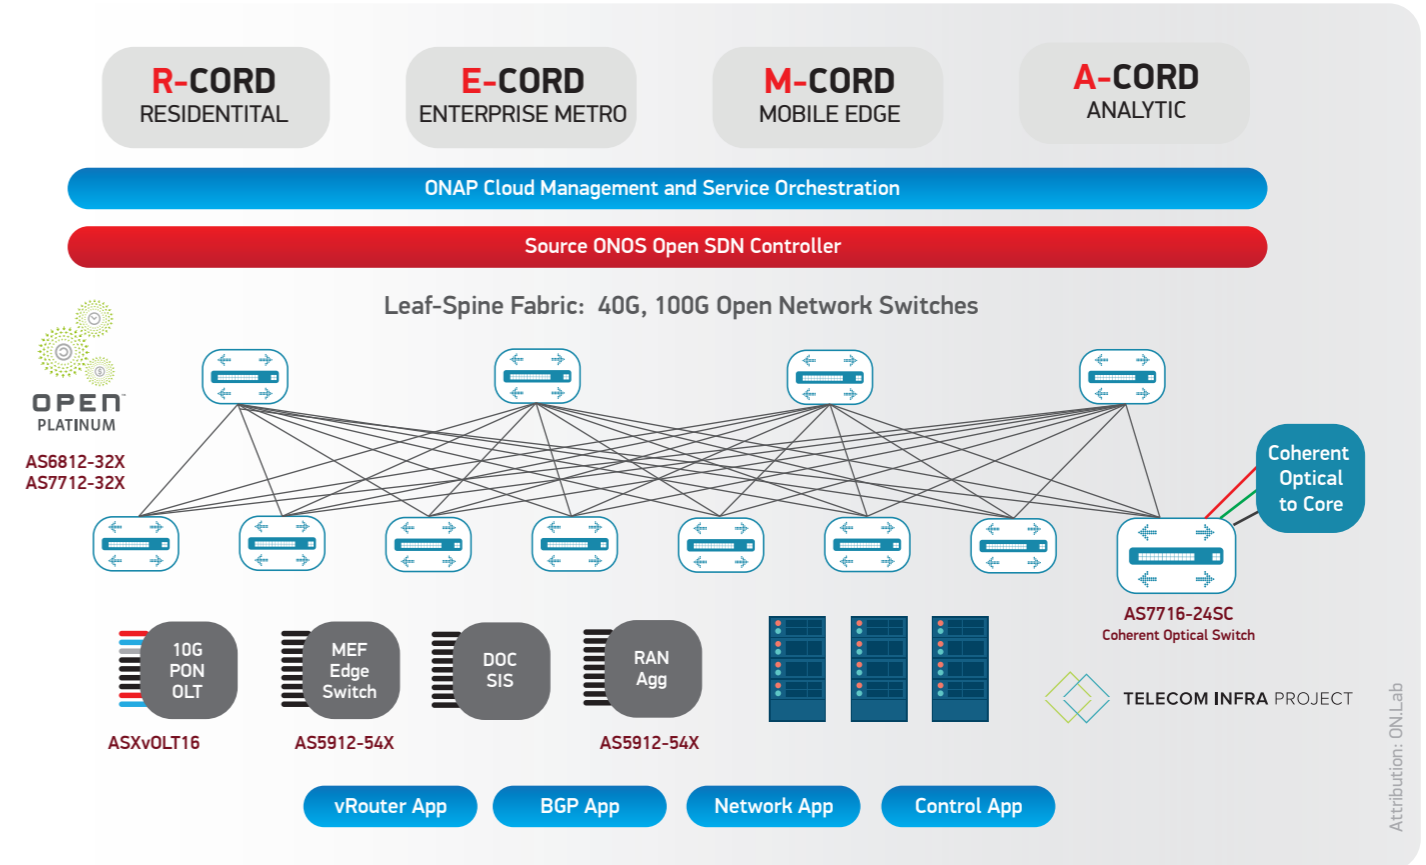 R-CORD
RESIDENTITAL
E-CORD
ENTERPRISE METRO
M-CORD
MOBILE EDGE
A-CORD
ANALYTIC
ONAP Cloud Management and Service Orchestration
Source ONOS Open SDN Controller
Leaf-Spine Fabric: 40G, 100G Open Network Switches
OPEN™
PLATINUM
AS6812-32X
AS7712-32X
Coherent
Optical
to Core
AS7716-24SC
Coherent Optical Switch
10G
PON
OLT
ASXvOLT16
MEF
Edge
Switch
AS5912-54X
DOC
SIS
RAN
Agg
AS5912-54X
TELECOM INFRA PROJECT
vRouter App
BGP App
Network App
Control App
Attribution: ON.Lab